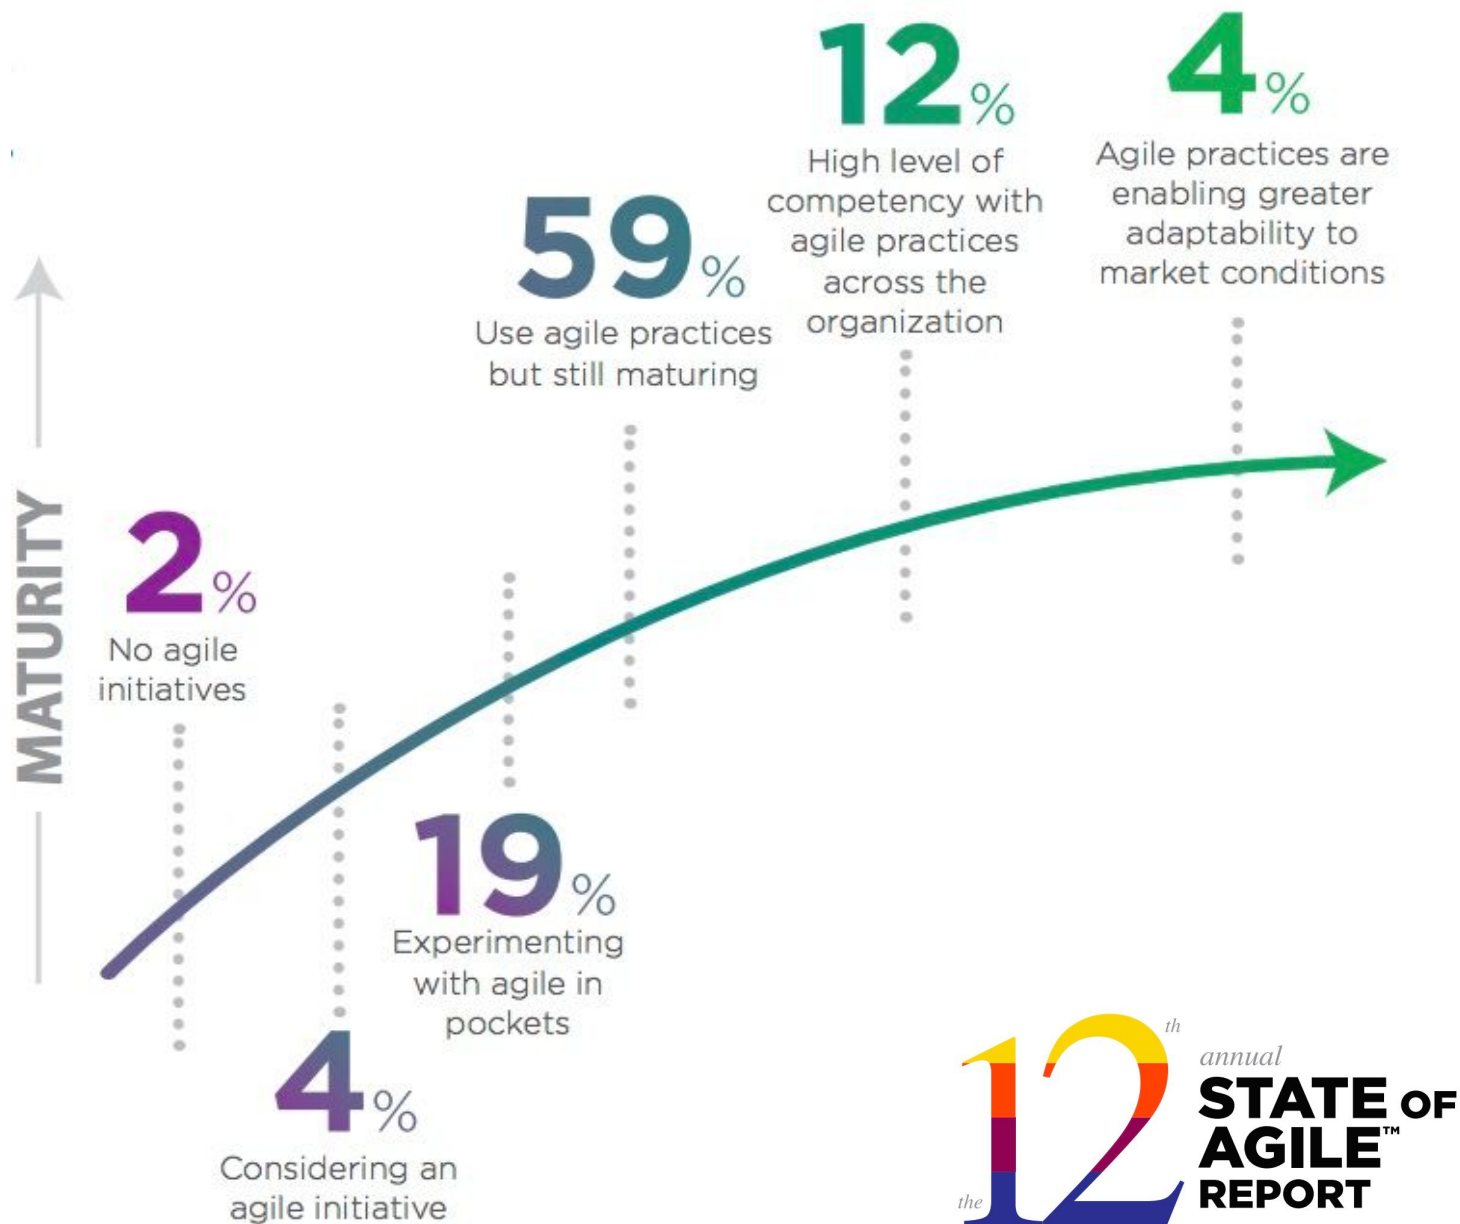 12%
High level of
competency with
agile practices
across the
organization
4%
Agile practices are
enabling greater
adaptability to
market conditions
59%
Use agile practices
but still maturing
MATURITY
2%
No agile
initiatives
19%
Experimenting
with agile in
pockets
4%
Considering an
agile initiative
the 12th
annual
STATE OF
AGILE™
REPORT